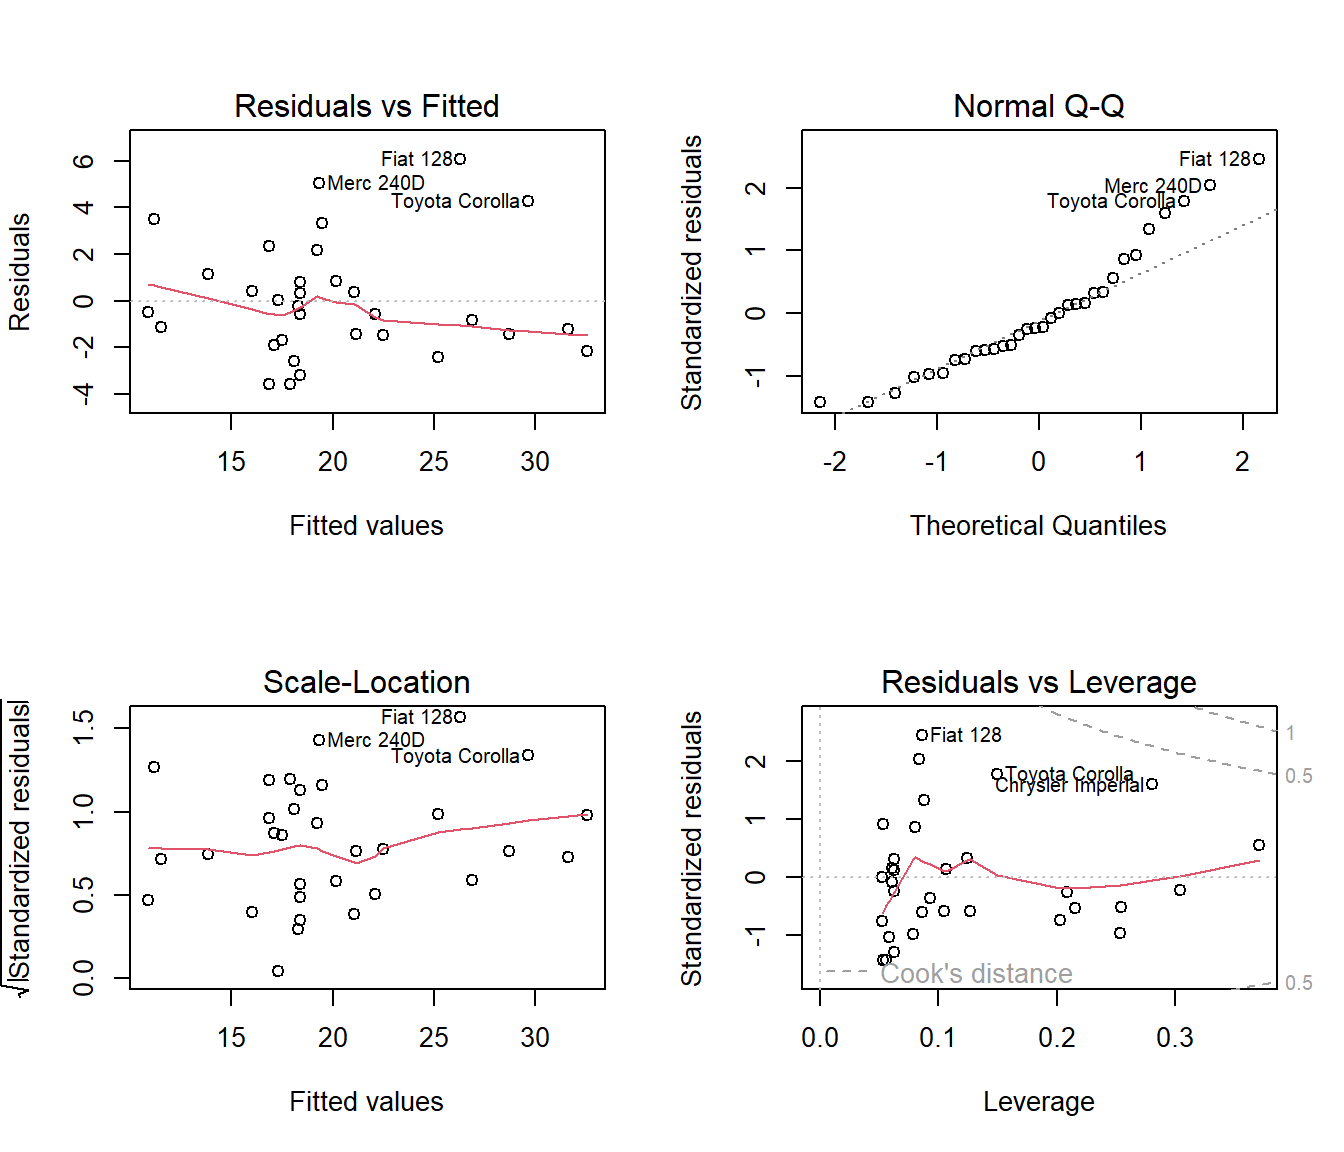 Residuals vs Fitted
Residuals
6
4
2
0
-2
-4
Fiat 128
Merc 240D
Toyota Corolla
15 20 25 30
Fitted values
Normal Q-Q
Standardized residuals
2
1
0
-1
Fiat 128
Merc 240D
Toyota Corolla
-2 -1 0 1 2
Theoretical Quantiles
Scale-Location
√|Standardized residuals|
1.5
1.0
0.5
0.0
Fiat 128
Merc 240D
Toyota Corolla
15 20 25 30
Fitted values
Residuals vs Leverage
Standardized residuals
2
1
0
-1
Fiat 128
Toyota Corolla
Chrysler Imperial
1
0.5
0.5
Cook's distance
0.0 0.1 0.2 0.3
Leverage